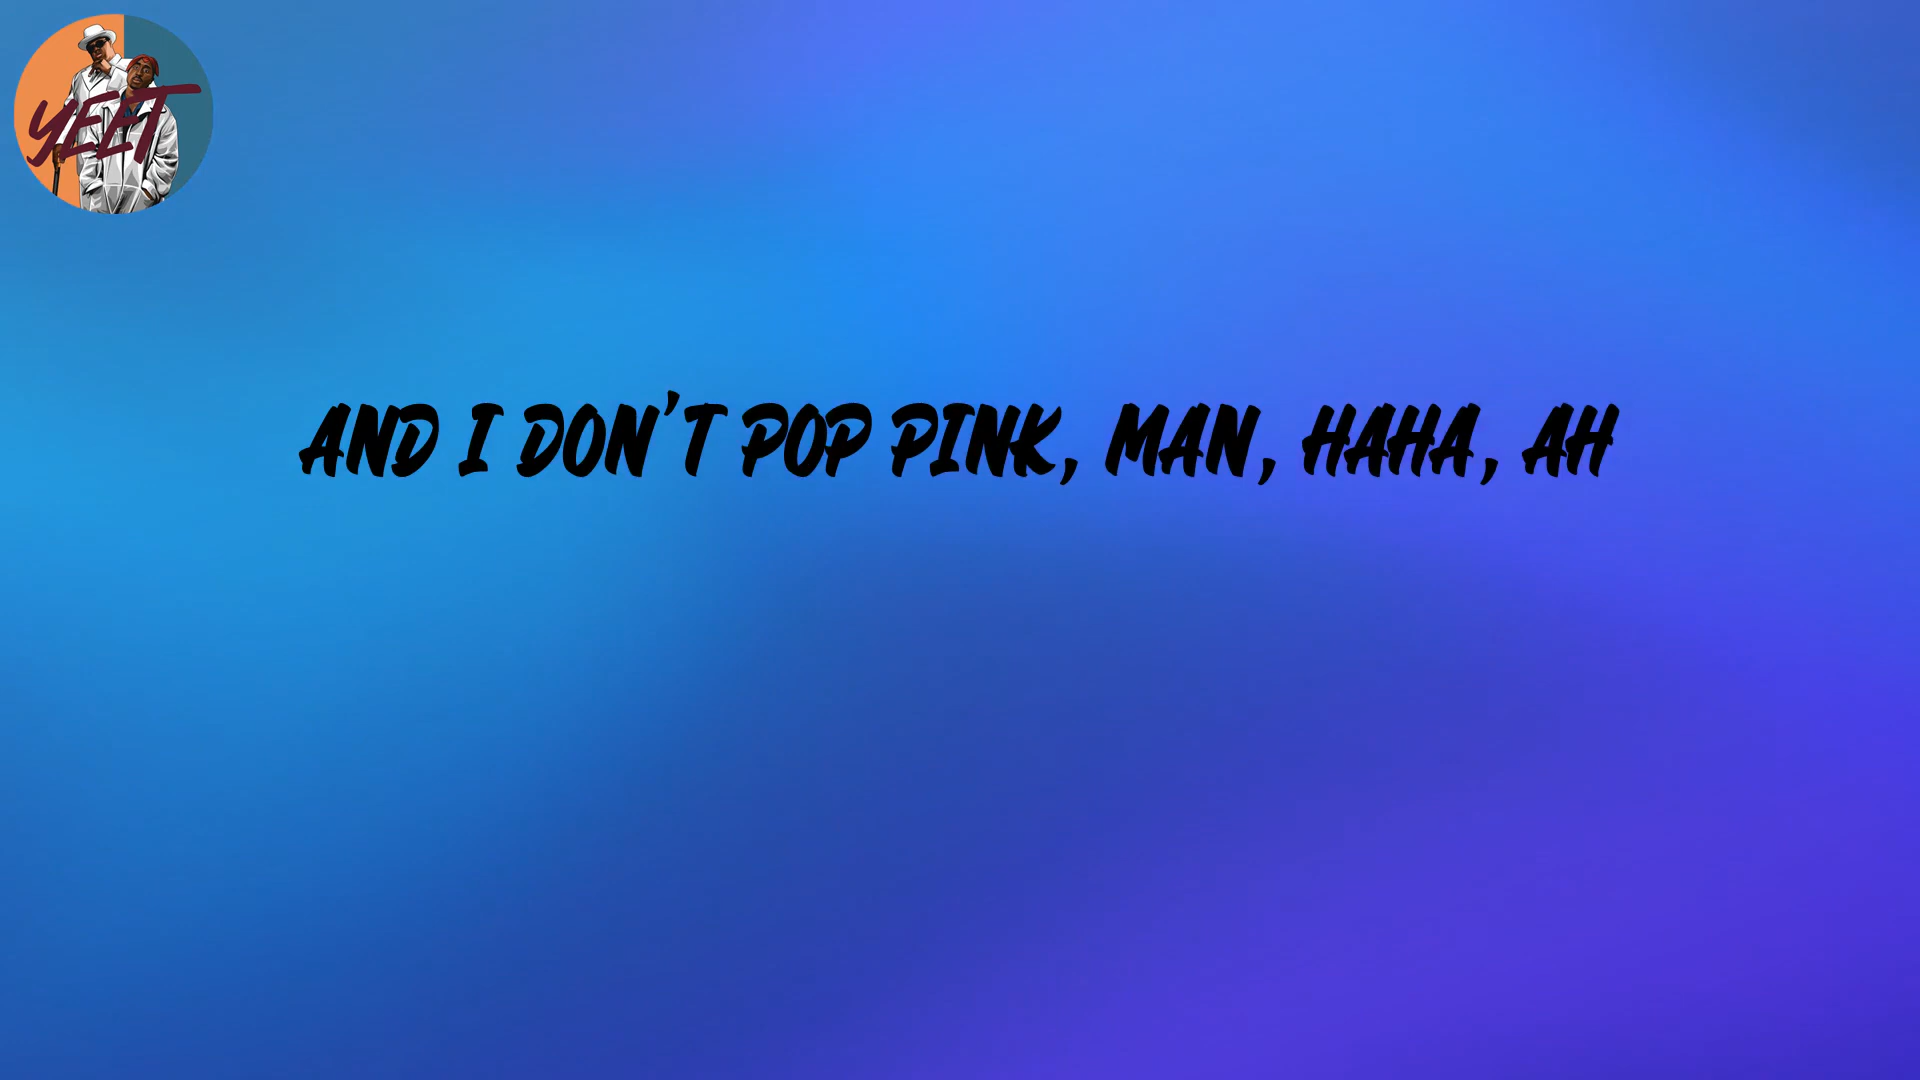 YEET
AND I DON'T POP PINK, MAN, HAHA, AH